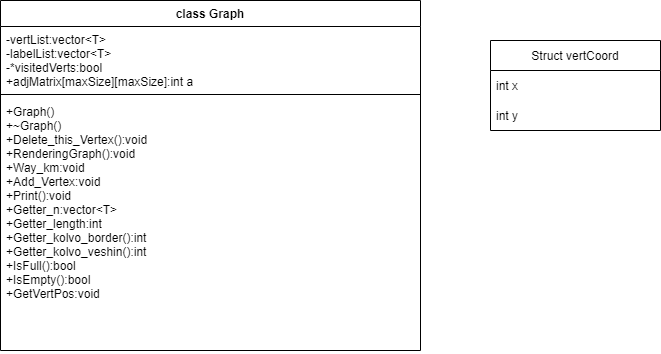 class Graph
-vertList:vector<T>
-labelList:vector<T>
-*visitedVerts:bool
+adjMatrix[maxSize][maxSize]:int a
+Graph()
+~Graph()
+Delete_this_Vertex():void
+RenderingGraph():void
+Way_km:void
+Add_Vertex:void
+Print():void
+Getter_n:vector<T>
+Getter_length:int
+Getter_kolvo_border():int
+Getter_kolvo_veshin():int
+IsFull():bool
+IsEmpty():bool
+GetVertPos:void
Struct vertCoord
int x
int y